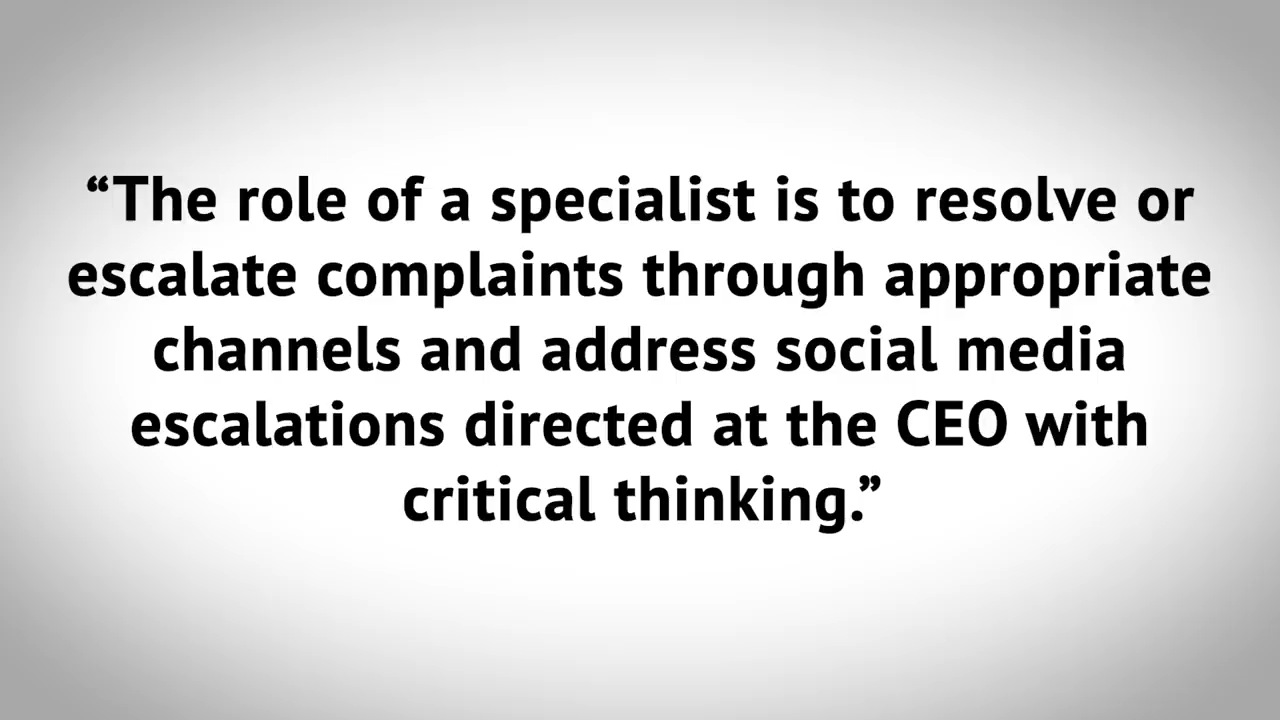 “The role of a specialist is to resolve or
escalate complaints through appropriate
channels and address social media
escalations directed at the CEO with
critical thinking.”